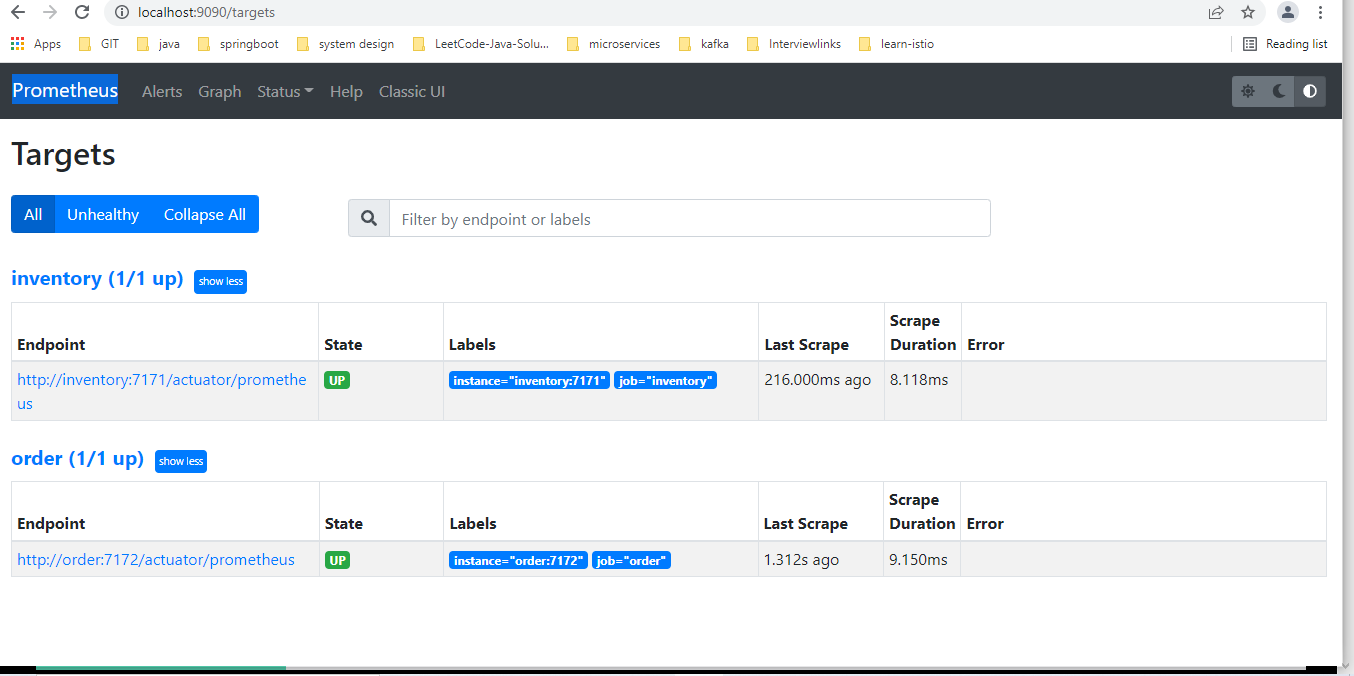 localhost:9090/targets
Apps GIT java springboot system design LeetCode-Java-Solu... microservices kafka Interviewlinks learn-istio Reading list
Prometheus Alerts Graph Status Help Classic UI
Targets
All Unhealthy Collapse All Filter by endpoint or labels
inventory (1/1 up) show less
Endpoint State Labels Last Scrape Scrape Duration Error
http://inventory:7171/actuator/promethe
us UP instance="inventory:7171" job="inventory" 216.000ms ago 8.118ms
order (1/1 up) show less
Endpoint State Labels Last Scrape Scrape Duration Error
http://order:7172/actuator/prometheus UP instance="order:7172" job="order" 1.312s ago 9.150ms